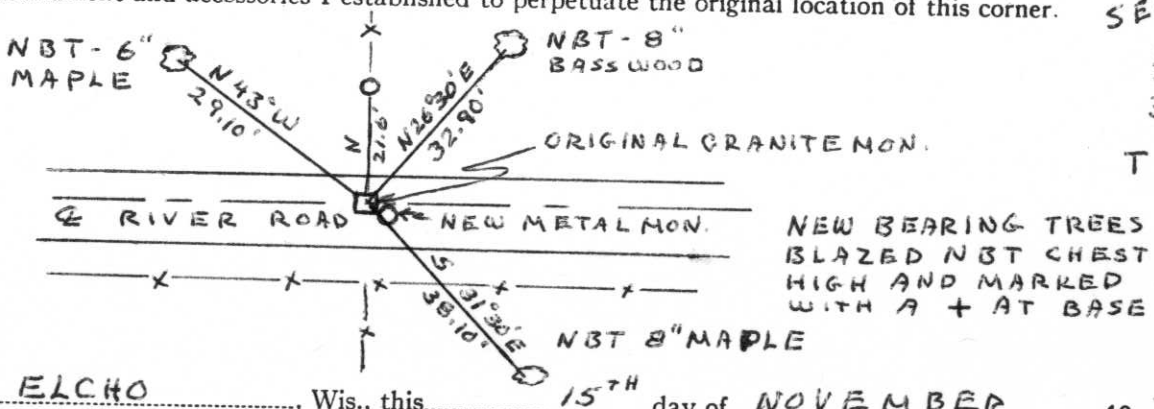 and accessories I established to perpetuate the original location of this corner.
SE
NBT - 6"
MAPLE
N 43° W
29.10'
N
21.6'
N 26°30' E
32.90'
NBT - 8"
BASSWOOD
ORIGINAL GRANITE MON.
T
℄ RIVER ROAD
NEW METAL MON.
NEW BEARING TREES
BLAZED NBT CHEST
HIGH AND MARKED
WITH A + AT BASE
S 31°30' E
38.10'
NBT 8" MAPLE
ELCHO, Wis., this 15TH day of NOVEMBER